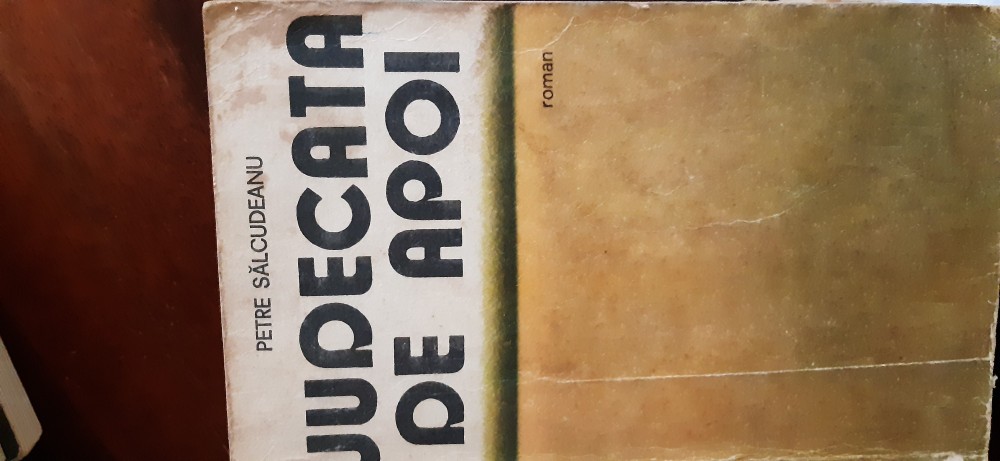 PETRE SĂLCUDEANU
JUDECATA
DE APOI
roman